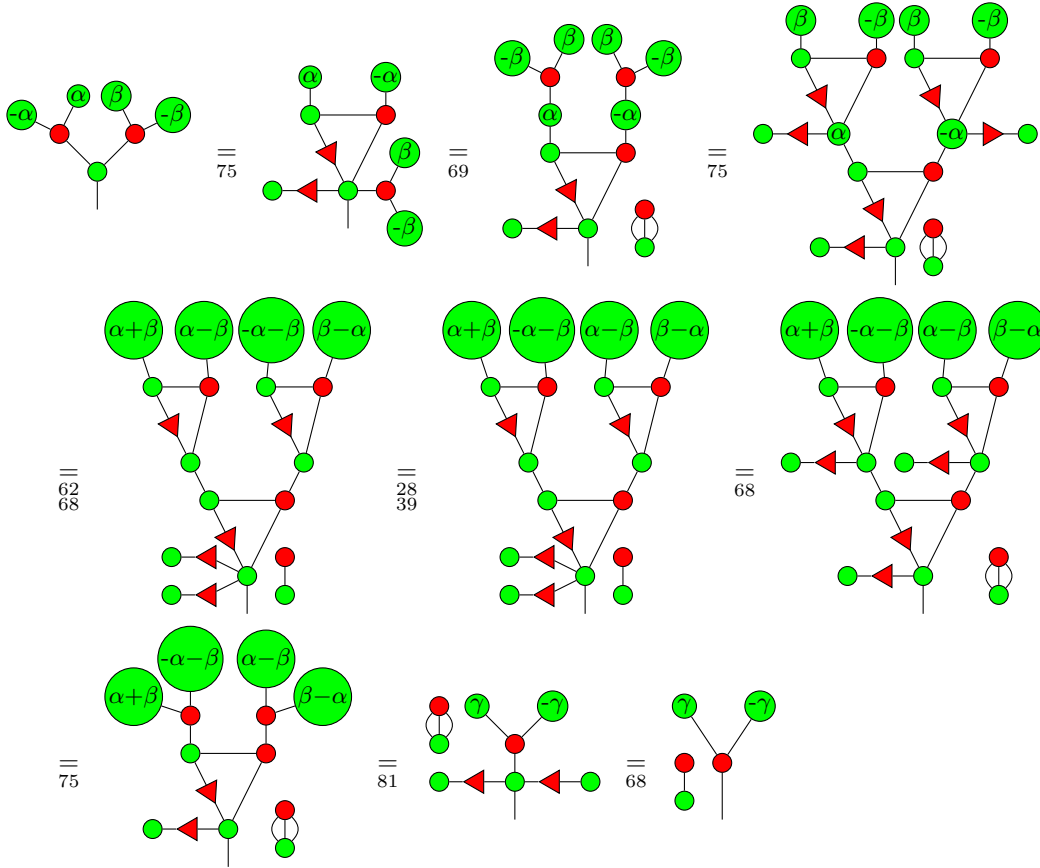 -α α β -β = 75 α -α β -β = 69 -β β β -β α -α = 75 β -β β -β α -α
= 62 68 α+β α−β -α−β β−α = 28 39 α+β -α−β α−β β−α = 68 α+β -α−β α−β β−α
= 75 α+β -α−β α−β β−α = 81 γ -γ = 68 γ -γ